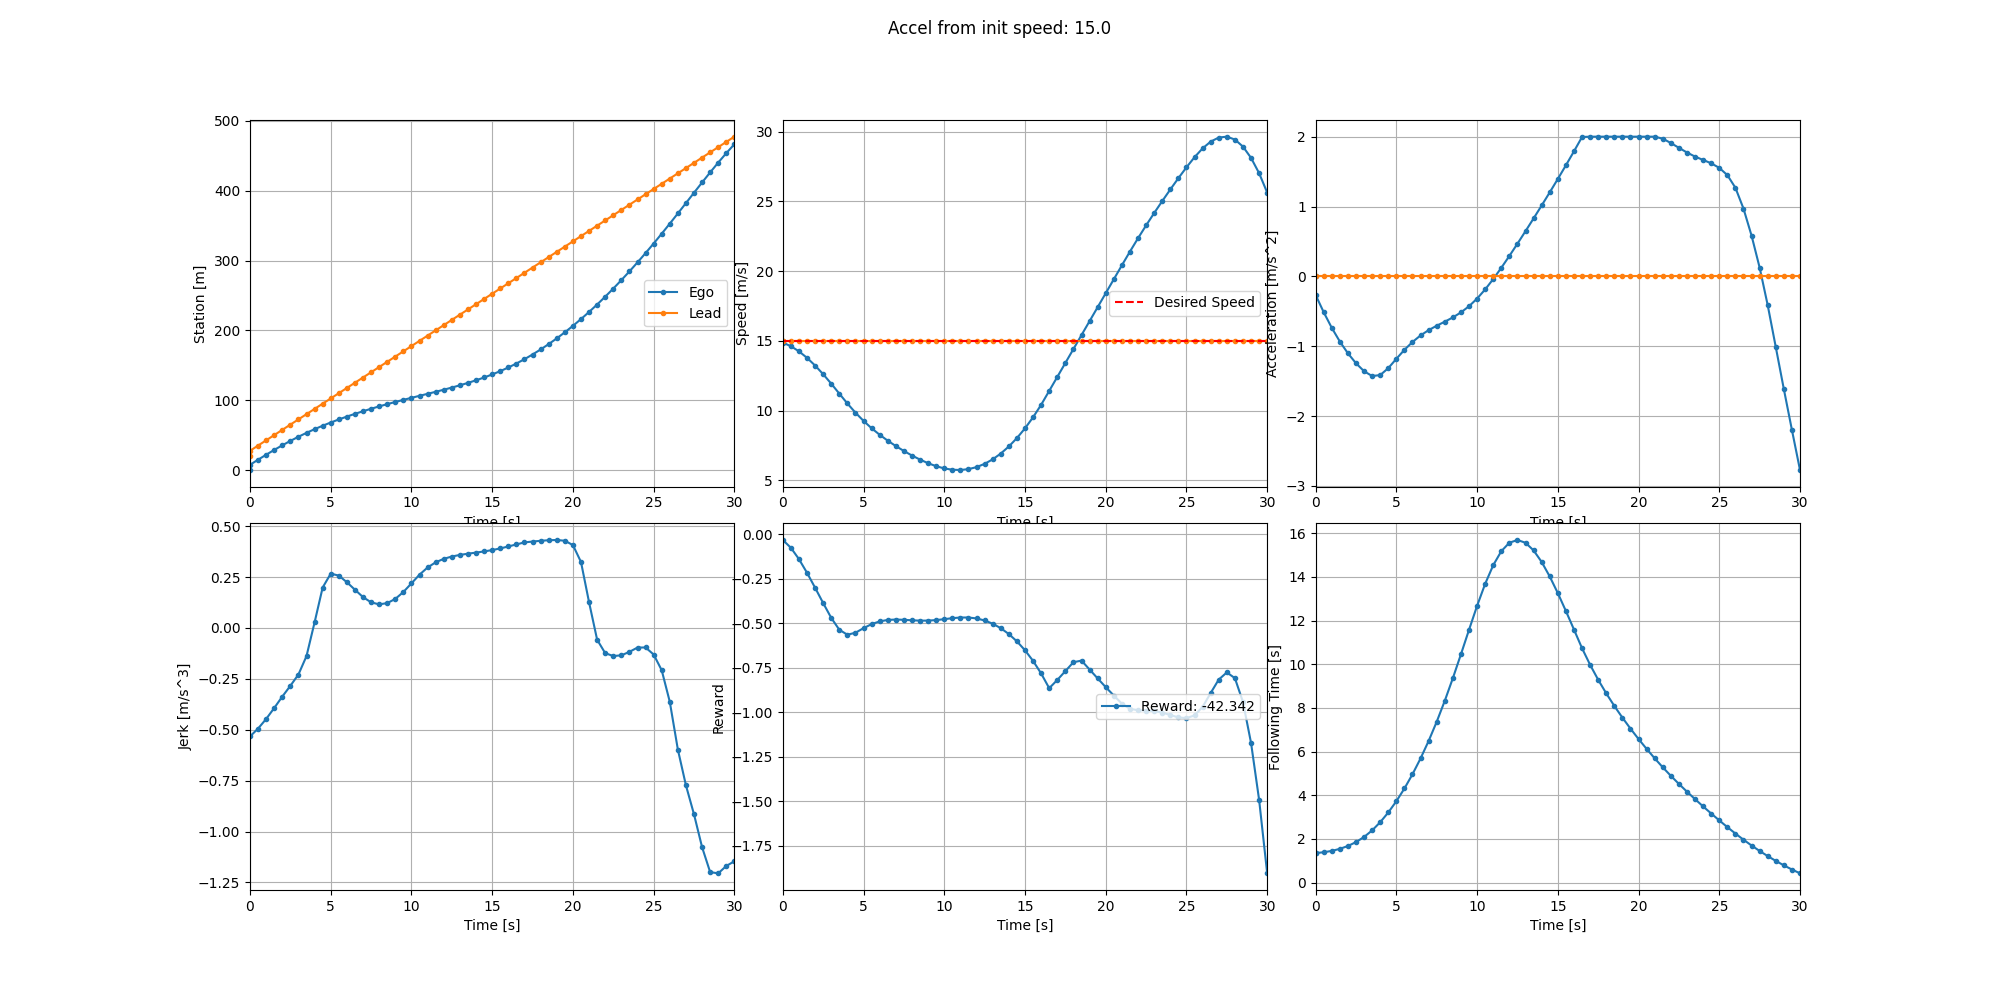 Accel from init speed: 15.0
500
400
300
200
100
0
Station [m]
Ego
Lead
0 5 10 15 20 25 30
Time [s]
30
25
20
15
10
5
Speed [m/s]
Desired Speed
0 5 10 15 20 25 30
Time [s]
2
1
0
−1
−2
−3
Acceleration [m/s^2]
0 5 10 15 20 25 30
Time [s]
0.50
0.25
0.00
−0.25
−0.50
−0.75
−1.00
−1.25
Jerk [m/s^3]
0 5 10 15 20 25 30
Time [s]
0.00
−0.25
−0.50
−0.75
−1.00
−1.25
−1.50
−1.75
Reward
Reward: -42.342
0 5 10 15 20 25 30
Time [s]
16
14
12
10
8
6
4
2
0
Following Time [s]
0 5 10 15 20 25 30
Time [s]